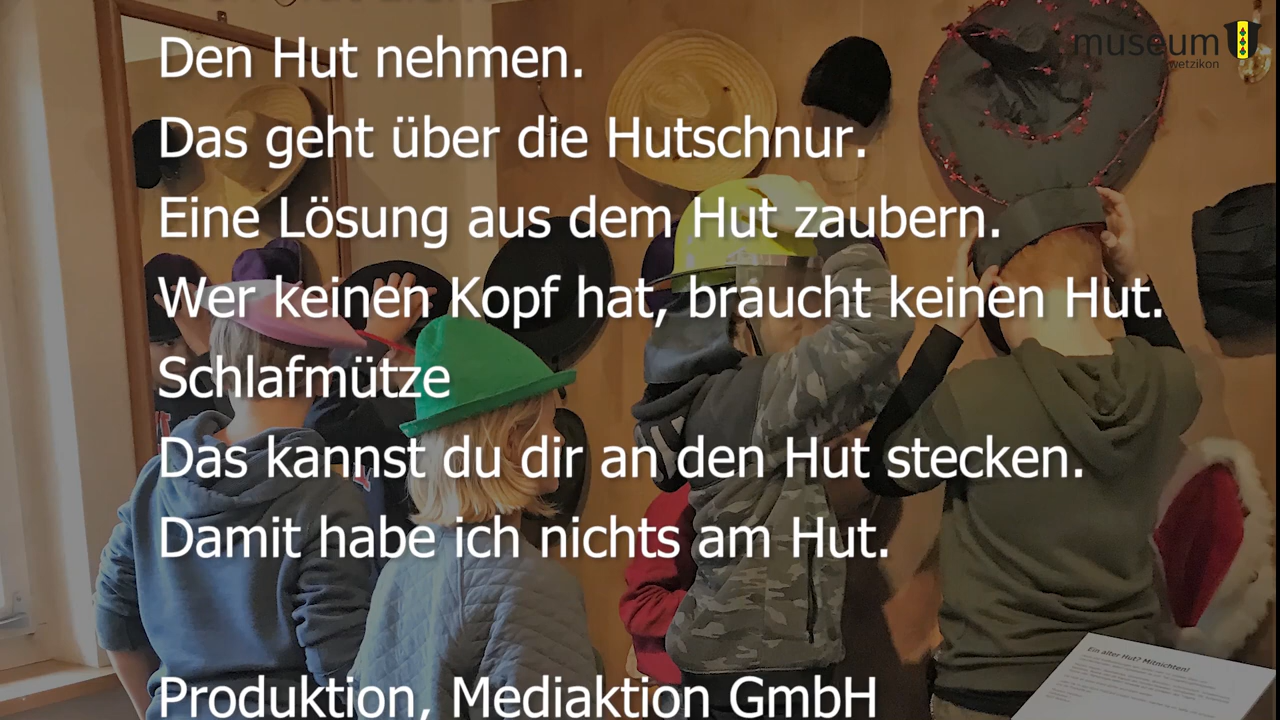 museum
wetzikon
Den Hut nehmen.
Das geht über die Hutschnur.
Eine Lösung aus dem Hut zaubern.
Wer keinen Kopf hat, braucht keinen Hut.
Schlafmütze
Das kannst du dir an den Hut stecken.
Damit habe ich nichts am Hut.
Ein alter Hut? Mitnichten!
Produktion, Mediaktion GmbH